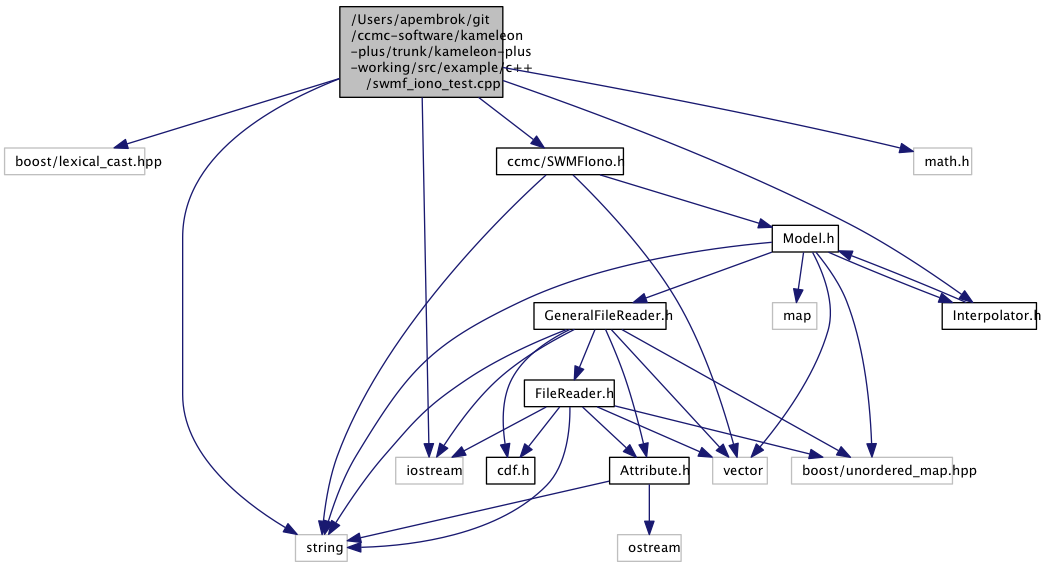 /Users/apembrok/git
/ccmc-software/kameleon
-plus/trunk/kameleon-plus
-working/src/example/c++
/swmf_iono_test.cpp
boost/lexical_cast.hpp
ccmc/SWMFIono.h
math.h
Model.h
GeneralFileReader.h
map
Interpolator.h
FileReader.h
iostream
cdf.h
Attribute.h
vector
boost/unordered_map.hpp
string
ostream